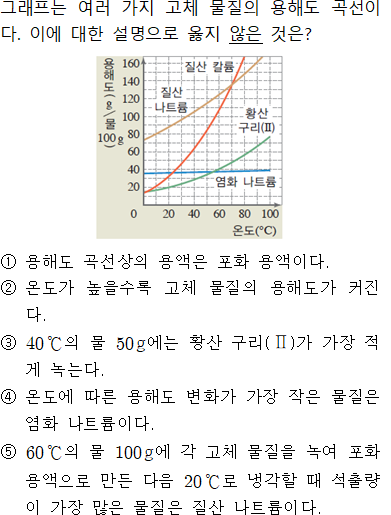 그래프는 여러 가지 고체 물질의 용해도 곡선이
다. 이에 대한 설명으로 옳지 않은 것은?
용해도(g/물 100g)
160
140
120
100
80
60
40
20
질산 칼륨
질산
나트륨
황산
구리(Ⅱ)
염화 나트륨
20 40 60 80 100
온도(℃)
① 용해도 곡선상의 용액은 포화 용액이다.
② 온도가 높을수록 고체 물질의 용해도가 커진
다.
③ 40℃의 물 50g에는 황산 구리(Ⅱ)가 가장 적
게 녹는다.
④ 온도에 따른 용해도 변화가 가장 작은 물질은
염화 나트륨이다.
⑤ 60℃의 물 100g에 각 고체 물질을 녹여 포화
용액으로 만든 다음 20℃로 냉각할 때 석출량
이 가장 많은 물질은 질산 나트륨이다.